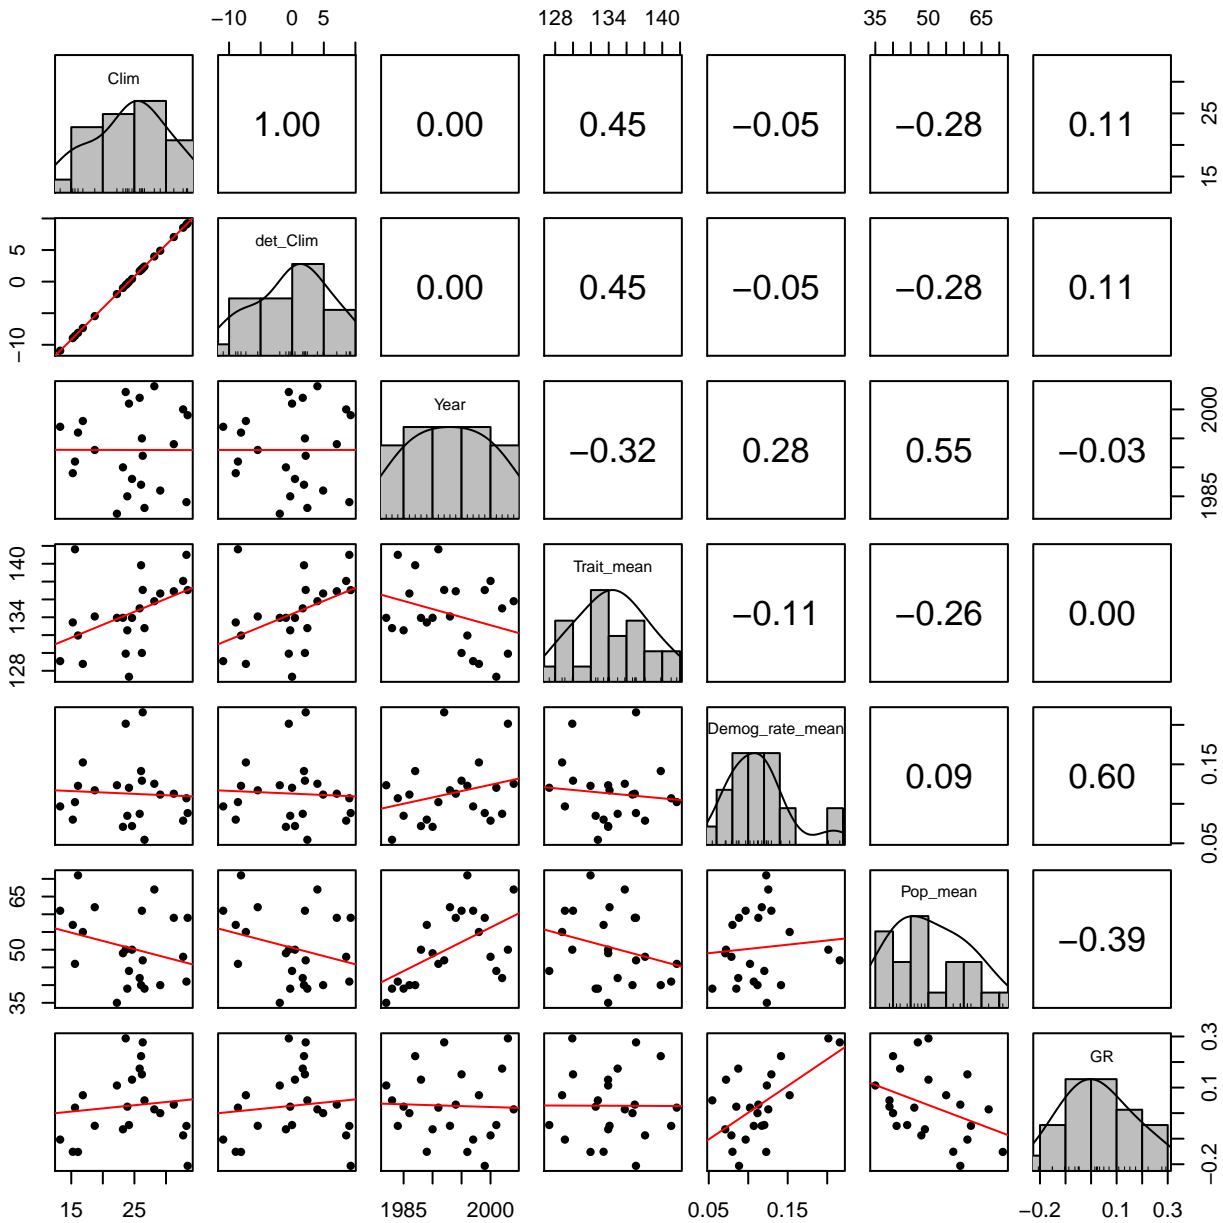 −10 0 5 128 134 140 35 50 65
Clim 1.00 0.00 0.45 −0.05 −0.28 0.11 15 25
−10 0 5 det_Clim 0.00 0.45 −0.05 −0.28 0.11
Year −0.32 0.28 0.55 −0.03 1985 2000
128 134 140 Trait_mean −0.11 −0.26 0.00
Demog_rate_mean 0.09 0.60 0.05 0.15
35 50 65 Pop_mean −0.39
GR −0.2 0.1 0.3
15 25 1985 2000 0.05 0.15 −0.2 0.1 0.3